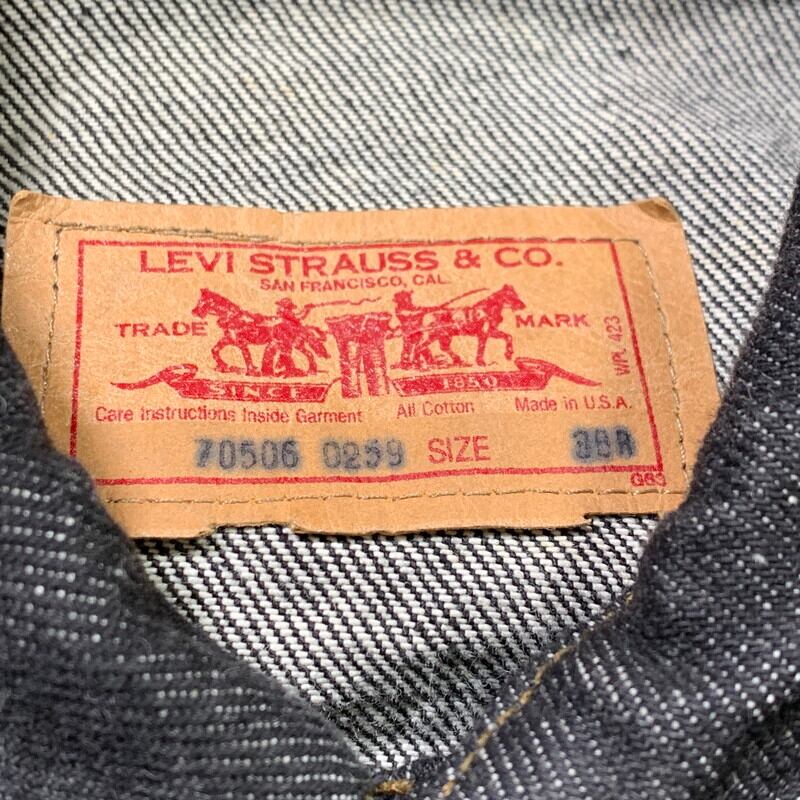 LEVI STRAUSS & CO.
SAN FRANCISCO, CAL.
TRADE MARK
SINCE 1850
WPL 423
Care Instructions Inside Garment All Cotton Made in U.S.A.
70506 0259 SIZE 38R
G63